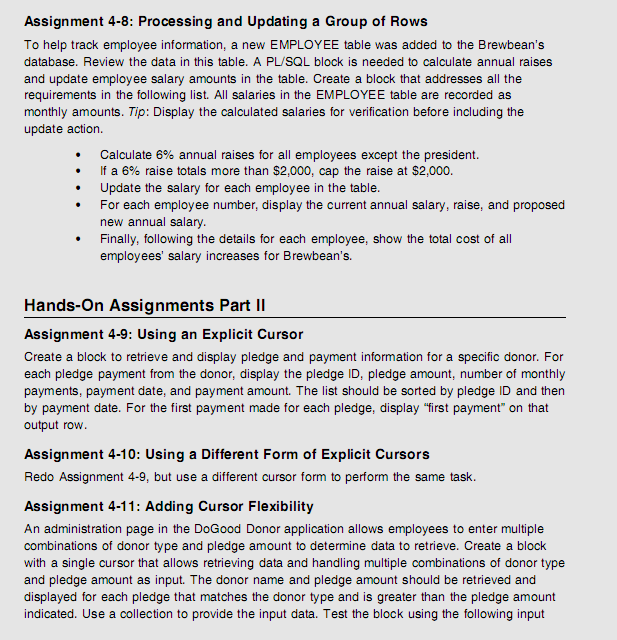 Assignment 4-8: Processing and Updating a Group of Rows
To help track employee information, a new EMPLOYEE table was added to the Brewbean's
database. Review the data in this table. A PL/SQL block is needed to calculate annual raises
and update employee salary amounts in the table. Create a block that addresses all the
requirements in the following list. All salaries in the EMPLOYEE table are recorded as
monthly amounts. Tip: Display the calculated salaries for verification before including the
update action.
• Calculate 6% annual raises for all employees except the president.
• If a 6% raise totals more than $2,000, cap the raise at $2,000.
• Update the salary for each employee in the table.
• For each employee number, display the current annual salary, raise, and proposed
new annual salary.
• Finally, following the details for each employee, show the total cost of all
employees' salary increases for Brewbean's.
Hands-On Assignments Part II
Assignment 4-9: Using an Explicit Cursor
Create a block to retrieve and display pledge and payment information for a specific donor. For
each pledge payment from the donor, display the pledge ID, pledge amount, number of monthly
payments, payment date, and payment amount. The list should be sorted by pledge ID and then
by payment date. For the first payment made for each pledge, display "first payment" on that
output row.
Assignment 4-10: Using a Different Form of Explicit Cursors
Redo Assignment 4-9, but use a different cursor form to perform the same task.
Assignment 4-11: Adding Cursor Flexibility
An administration page in the DoGood Donor application allows employees to enter multiple
combinations of donor type and pledge amount to determine data to retrieve. Create a block
with a single cursor that allows retrieving data and handling multiple combinations of donor type
and pledge amount as input. The donor name and pledge amount should be retrieved and
displayed for each pledge that matches the donor type and is greater than the pledge amount
indicated. Use a collection to provide the input data. Test the block using the following input